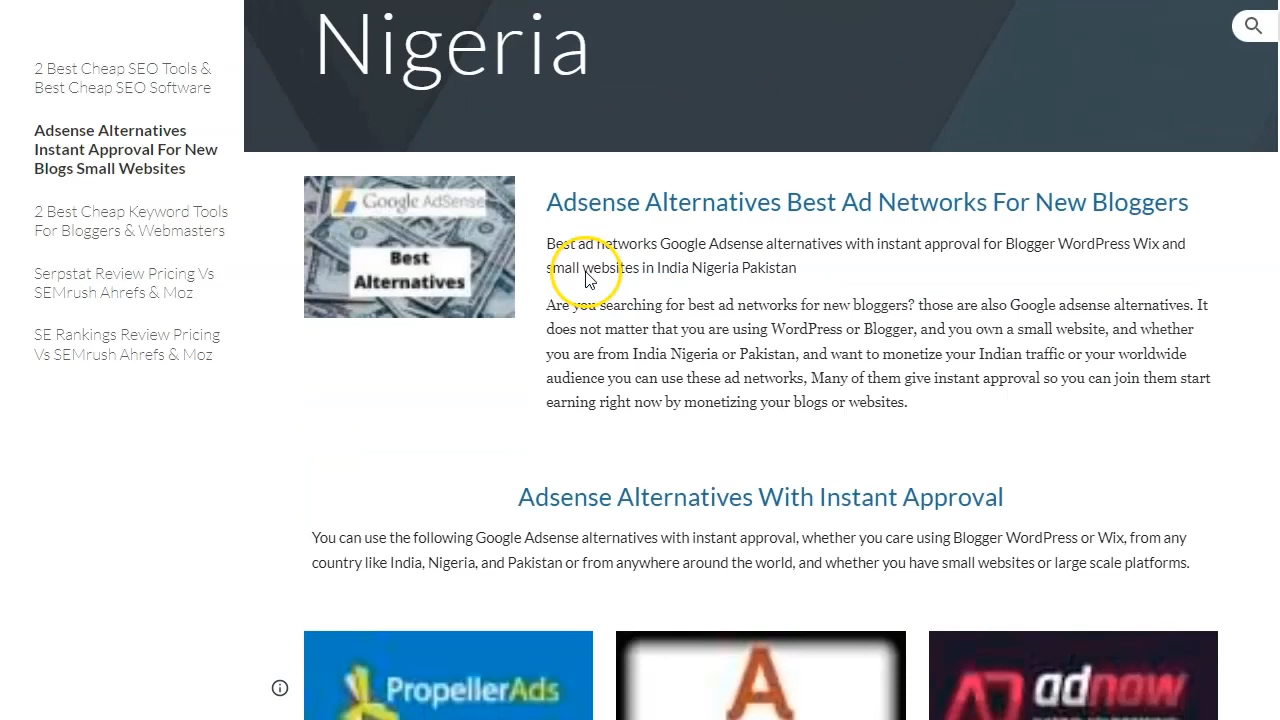 Nigeria
2 Best Cheap SEO Tools &
Best Cheap SEO Software
Adsense Alternatives
Instant Approval For New
Blogs Small Websites
2 Best Cheap Keyword Tools
For Bloggers & Webmasters
Serpstat Review Pricing Vs
SEMrush Ahrefs & Moz
SE Rankings Review Pricing
Vs SEMrush Ahrefs & Moz
Google AdSense
Best
Alternatives
Adsense Alternatives Best Ad Networks For New Bloggers
Best ad networks Google Adsense alternatives with instant approval for Blogger WordPress Wix and
small websites in India Nigeria Pakistan
Are you searching for best ad networks for new bloggers? those are also Google adsense alternatives. It
does not matter that you are using WordPress or Blogger, and you own a small website, and whether
you are from India Nigeria or Pakistan, and want to monetize your Indian traffic or your worldwide
audience you can use these ad networks, Many of them give instant approval so you can join them start
earning right now by monetizing your blogs or websites.
Adsense Alternatives With Instant Approval
You can use the following Google Adsense alternatives with instant approval, whether you care using Blogger WordPress or Wix, from any
country like India, Nigeria, and Pakistan or from anywhere around the world, and whether you have small websites or large scale platforms.
PropellerAds
A
adnow